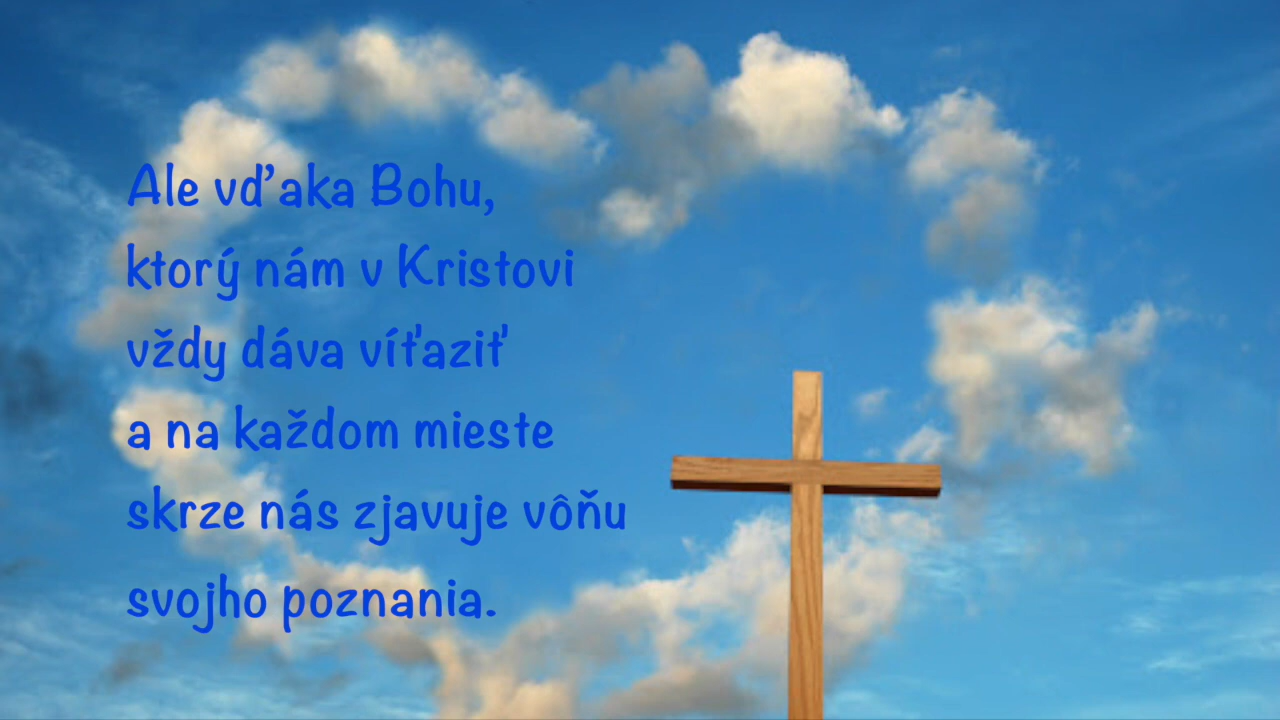 Ale vďaka Bohu,
ktorý nám v Kristovi
vždy dáva víťaziť
a na každom mieste
skrze nás zjavuje vôňu
svojho poznania.